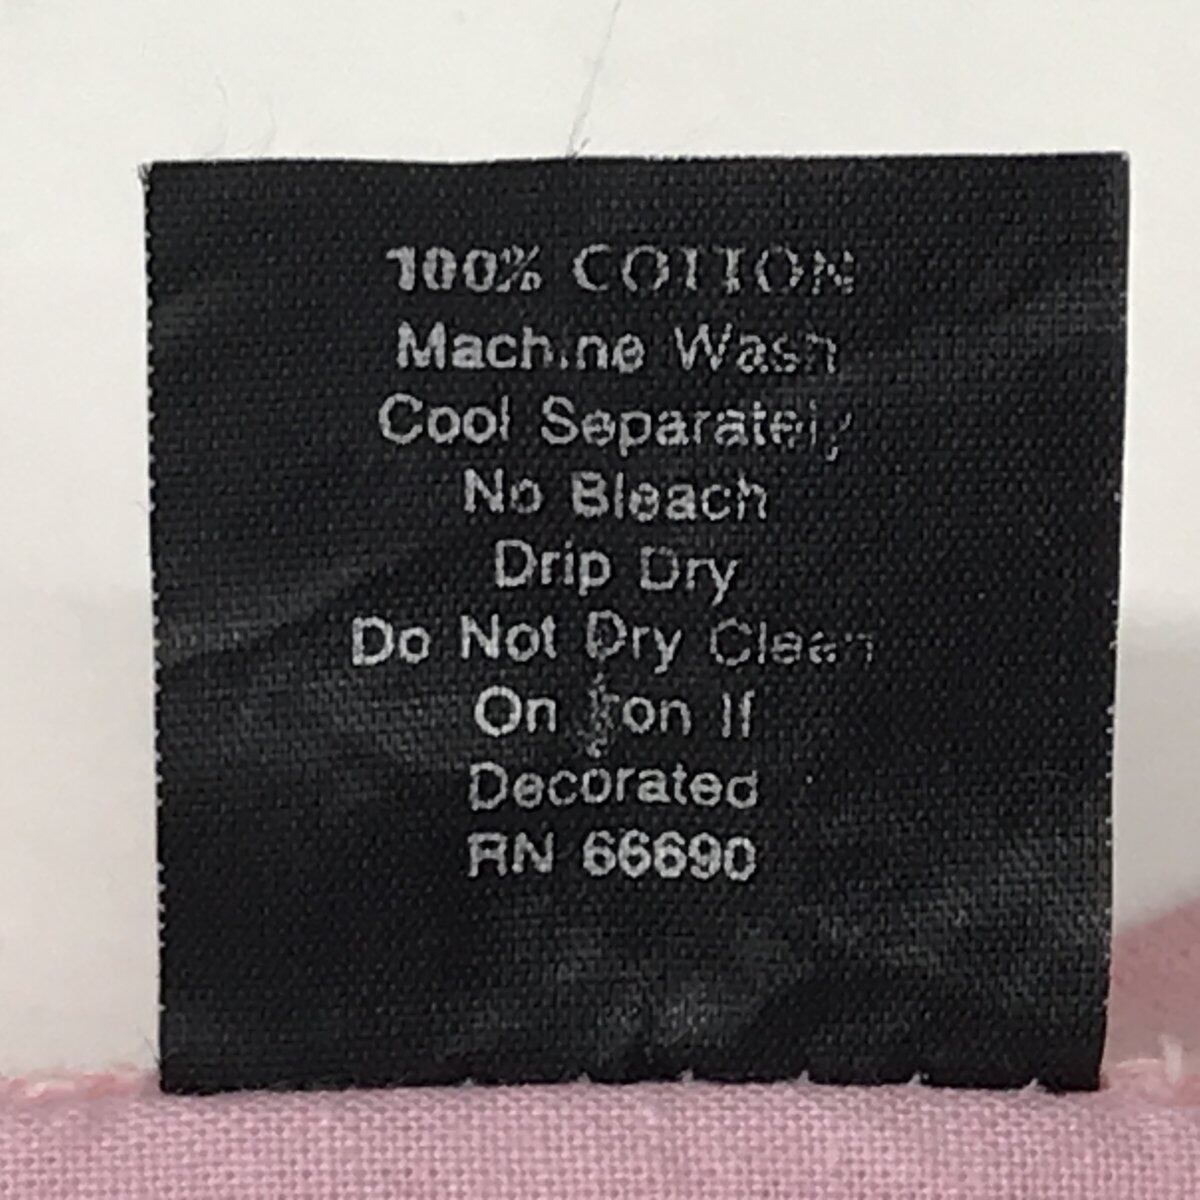 100% COTTON
Machine Wash
Cool Separately
No Bleach
Drip Dry
Do Not Dry Clean
On Iron If
Decorated
RN 66690